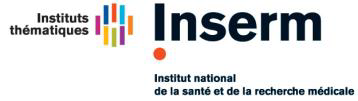 Instituts
thématiques
Inserm
Institut national
de la santé et de la recherche médicale